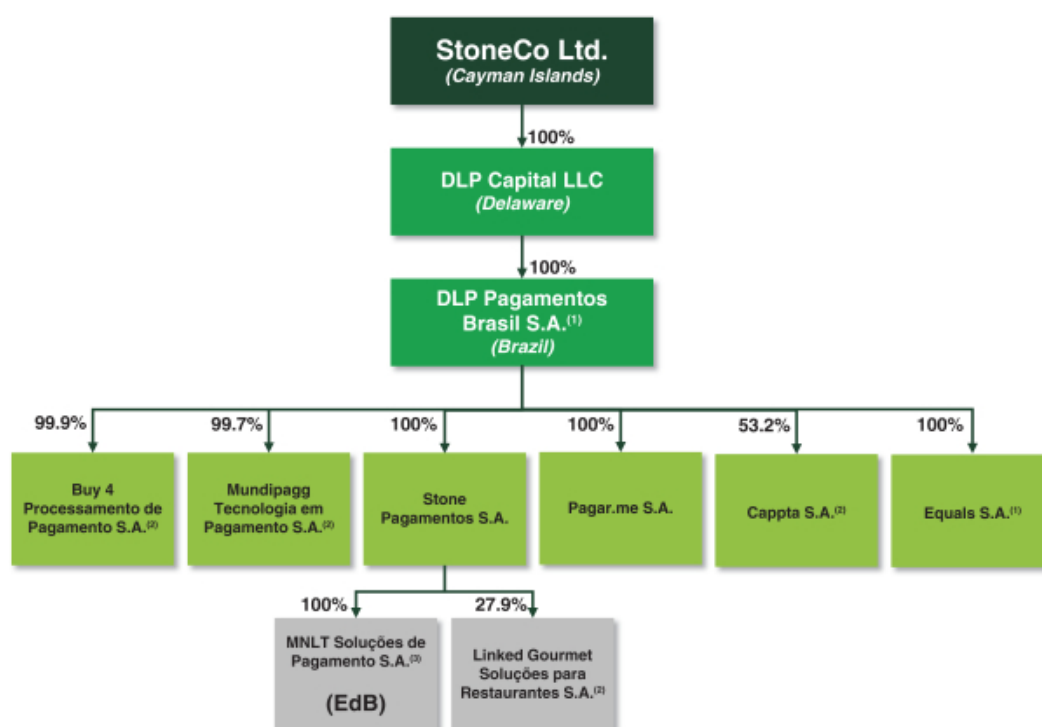 StoneCo Ltd.
(Cayman Islands)
100%
DLP Capital LLC
(Delaware)
100%
DLP Pagamentos
Brasil S.A.(1)
(Brazil)
99.9%
99.7%
100%
100%
53.2%
100%
Buy 4
Processamento de
Pagamento S.A.(2)
Mundipagg
Tecnologia em
Pagamento S.A.(2)
Stone
Pagamentos S.A.
Pagar.me S.A.
Cappta S.A.(2)
Equals S.A.(1)
100%
27.9%
MNLT Soluções de
Pagamento S.A.(3)
(EdB)
Linked Gourmet
Soluções para
Restaurantes S.A.(2)